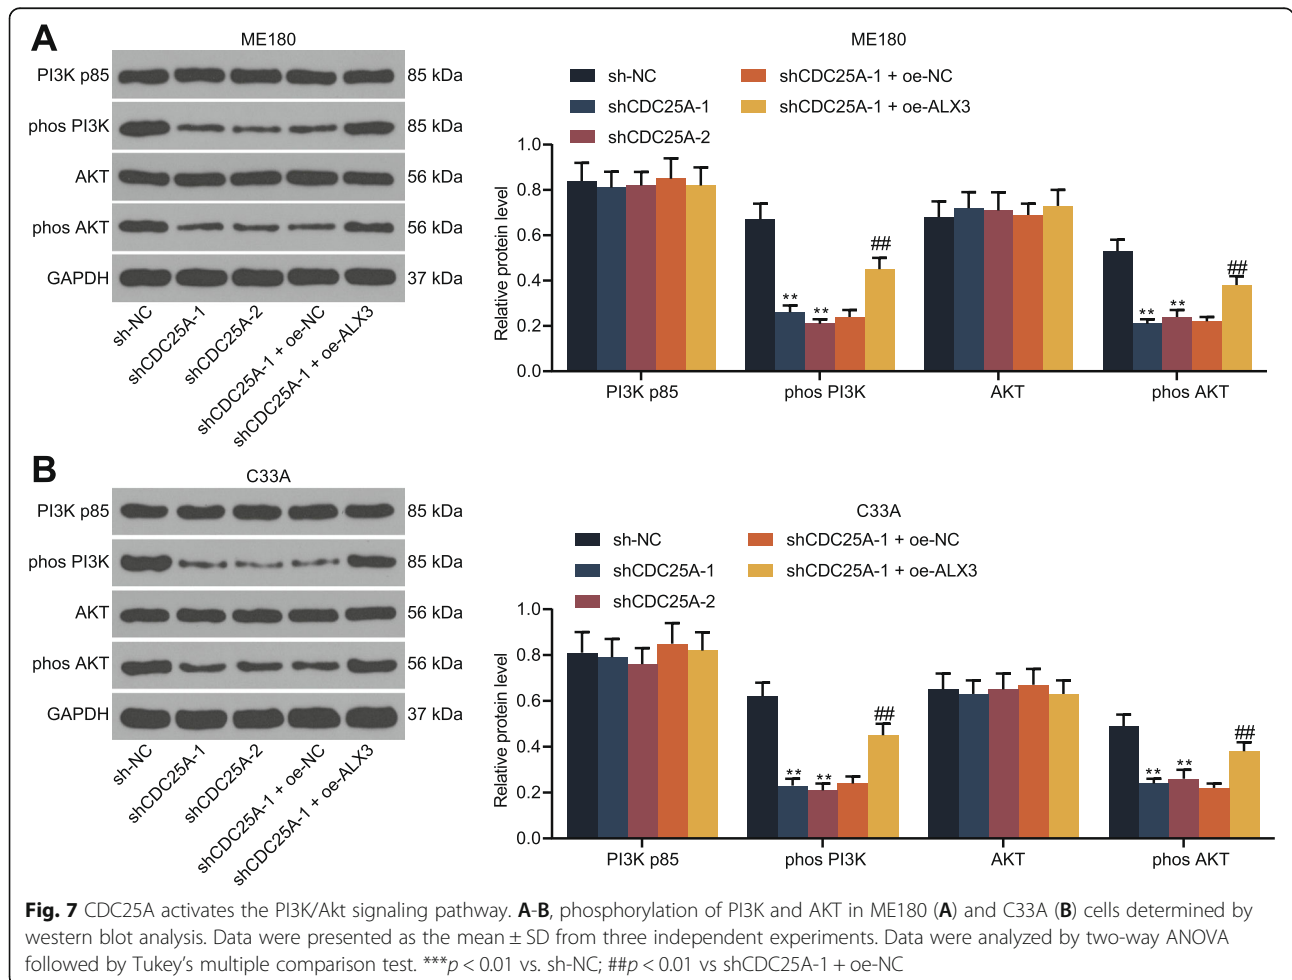 A
ME180
PI3K p85
85 kDa
phos PI3K
85 kDa
AKT
56 kDa
phos AKT
56 kDa
GAPDH
37 kDa
sh-NC
shCDC25A-1
shCDC25A-2
shCDC25A-1 + oe-NC
shCDC25A-1 + oe-ALX3
ME180
sh-NC
shCDC25A-1
shCDC25A-2
shCDC25A-1 + oe-NC
shCDC25A-1 + oe-ALX3
Relative protein level
1.0
0.8
0.6
0.4
0.2
0.0
** ** ##
** ** ##
PI3K p85
phos PI3K
AKT
phos AKT
B
C33A
PI3K p85
85 kDa
phos PI3K
85 kDa
AKT
56 kDa
phos AKT
56 kDa
GAPDH
37 kDa
sh-NC
shCDC25A-1
shCDC25A-2
shCDC25A-1 + oe-NC
shCDC25A-1 + oe-ALX3
C33A
sh-NC
shCDC25A-1
shCDC25A-2
shCDC25A-1 + oe-NC
shCDC25A-1 + oe-ALX3
Relative protein level
1.0
0.8
0.6
0.4
0.2
0.0
** ** ##
** ** ##
PI3K p85
phos PI3K
AKT
phos AKT
Fig. 7 CDC25A activates the PI3K/Akt signaling pathway. A-B, phosphorylation of PI3K and AKT in ME180 (A) and C33A (B) cells determined by
western blot analysis. Data were presented as the mean ± SD from three independent experiments. Data were analyzed by two-way ANOVA
followed by Tukey's multiple comparison test. ***p < 0.01 vs. sh-NC; ##p < 0.01 vs shCDC25A-1 + oe-NC